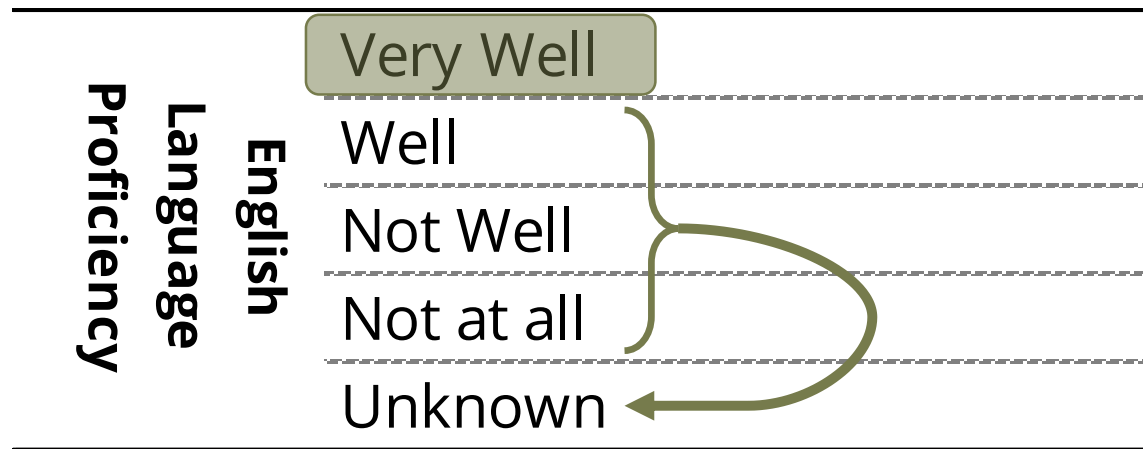 English
Language
Proficiency
Very Well
Well
Not Well
Not at all
Unknown